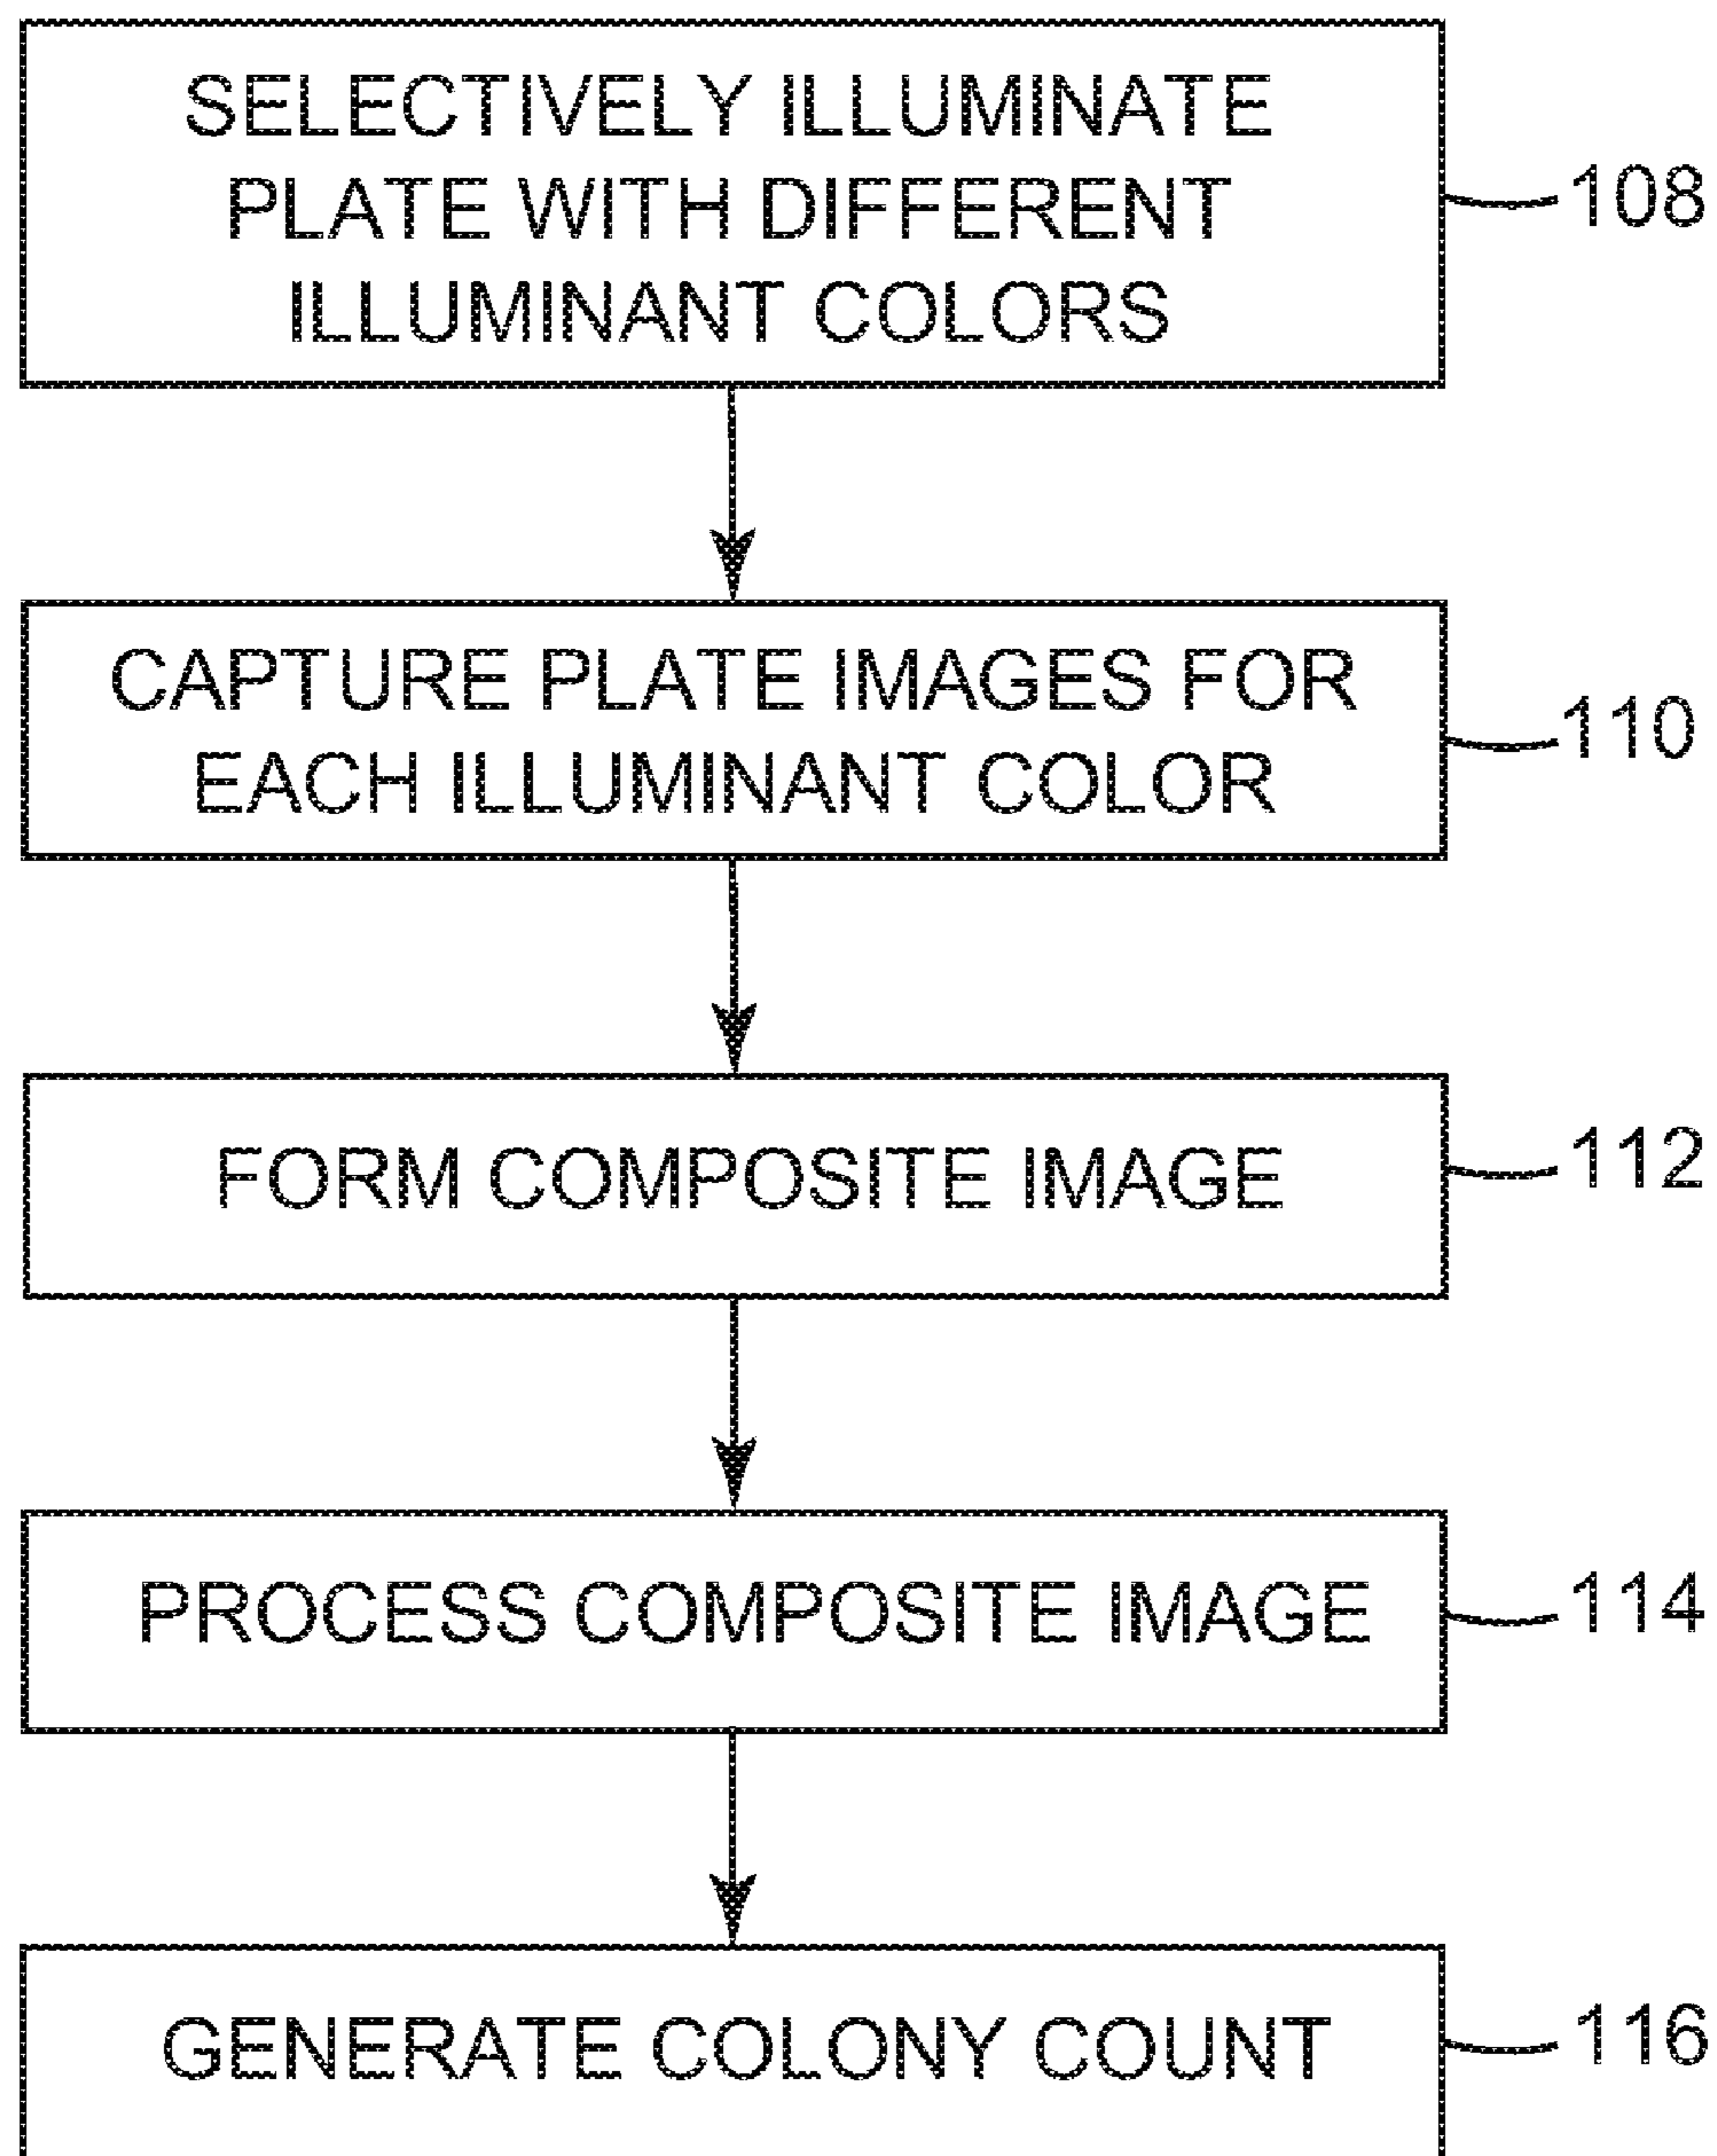 SELECTIVELY ILLUMINATE
PLATE WITH DIFFERENT
ILLUMINANT COLORS
108
CAPTURE PLATE IMAGES FOR
EACH ILLUMINANT COLOR
110
FORM COMPOSITE IMAGE
112
PROCESS COMPOSITE IMAGE
114
GENERATE COLONY COUNT
116